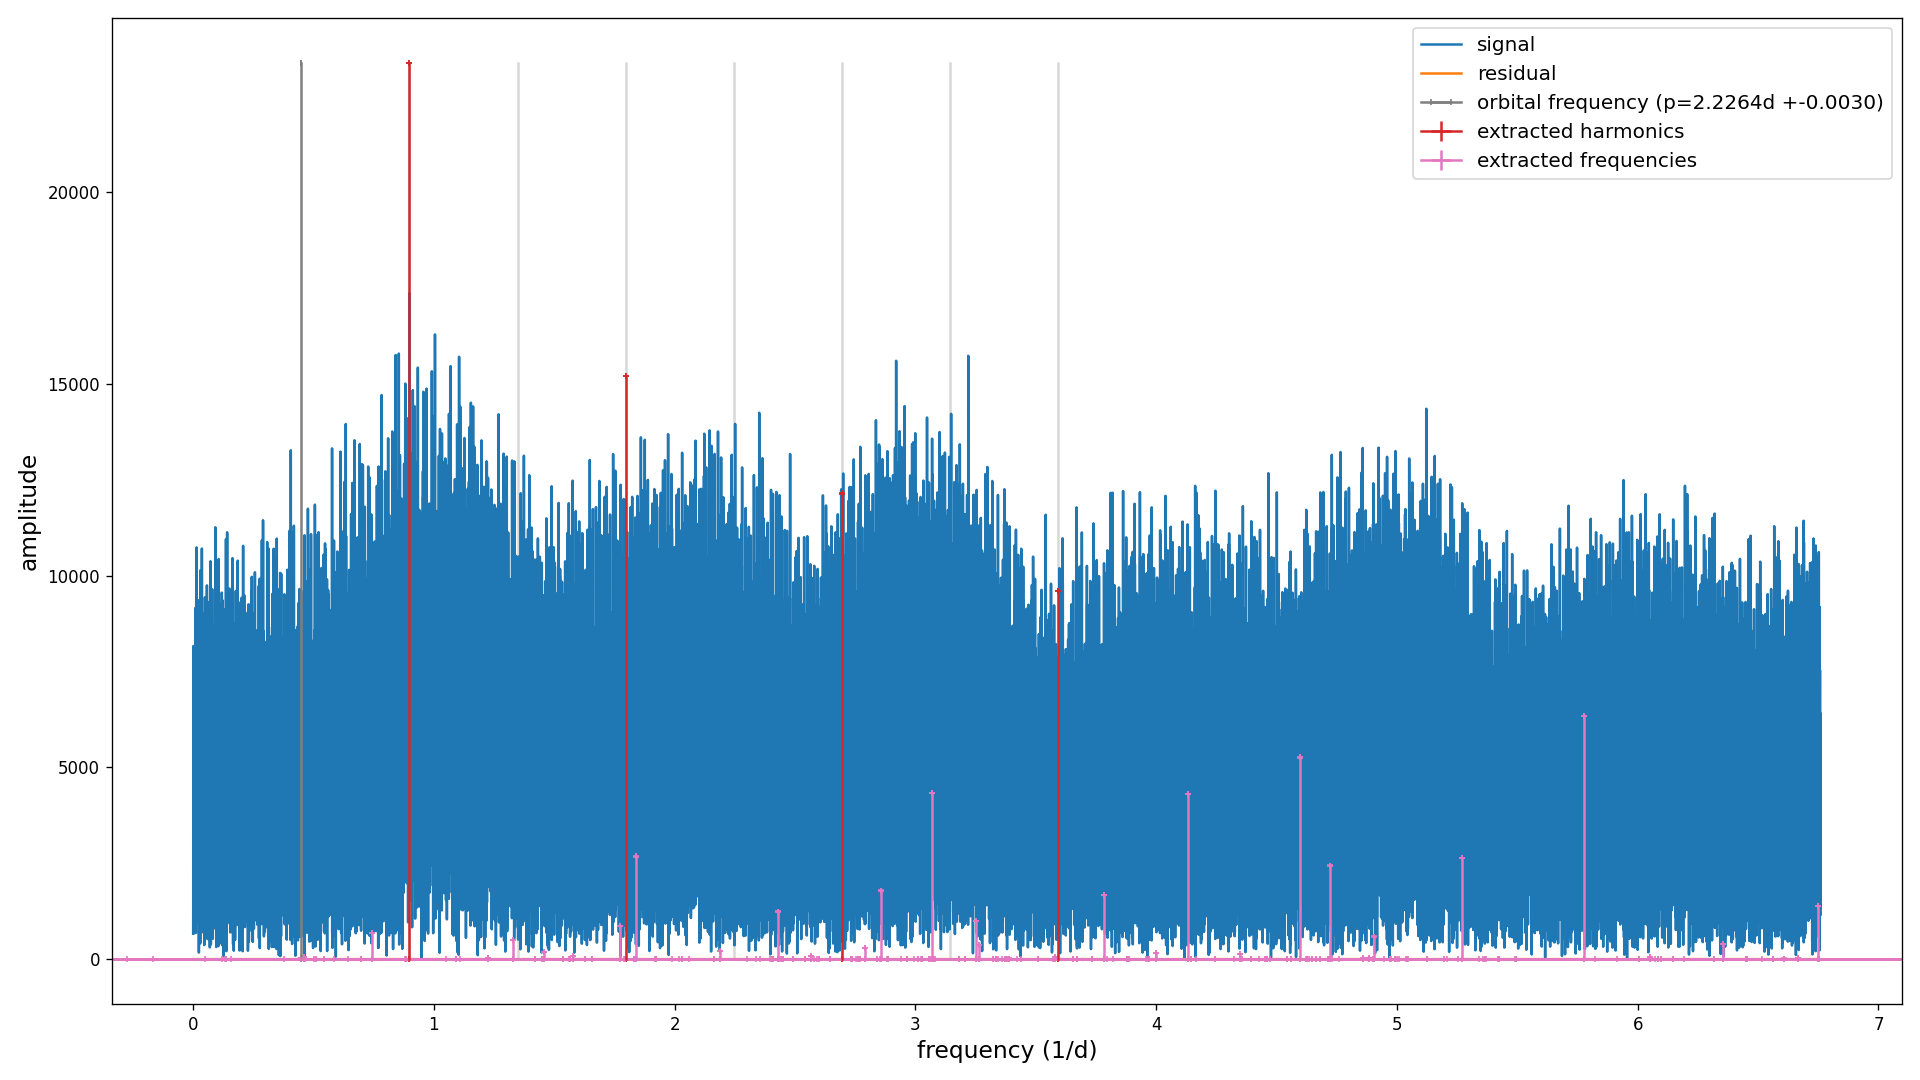 signal
residual
orbital frequency (p=2.2264d +-0.0030)
extracted harmonics
extracted frequencies
amplitude
20000
15000
10000
5000
0
0 1 2 3 4 5 6 7
frequency (1/d)